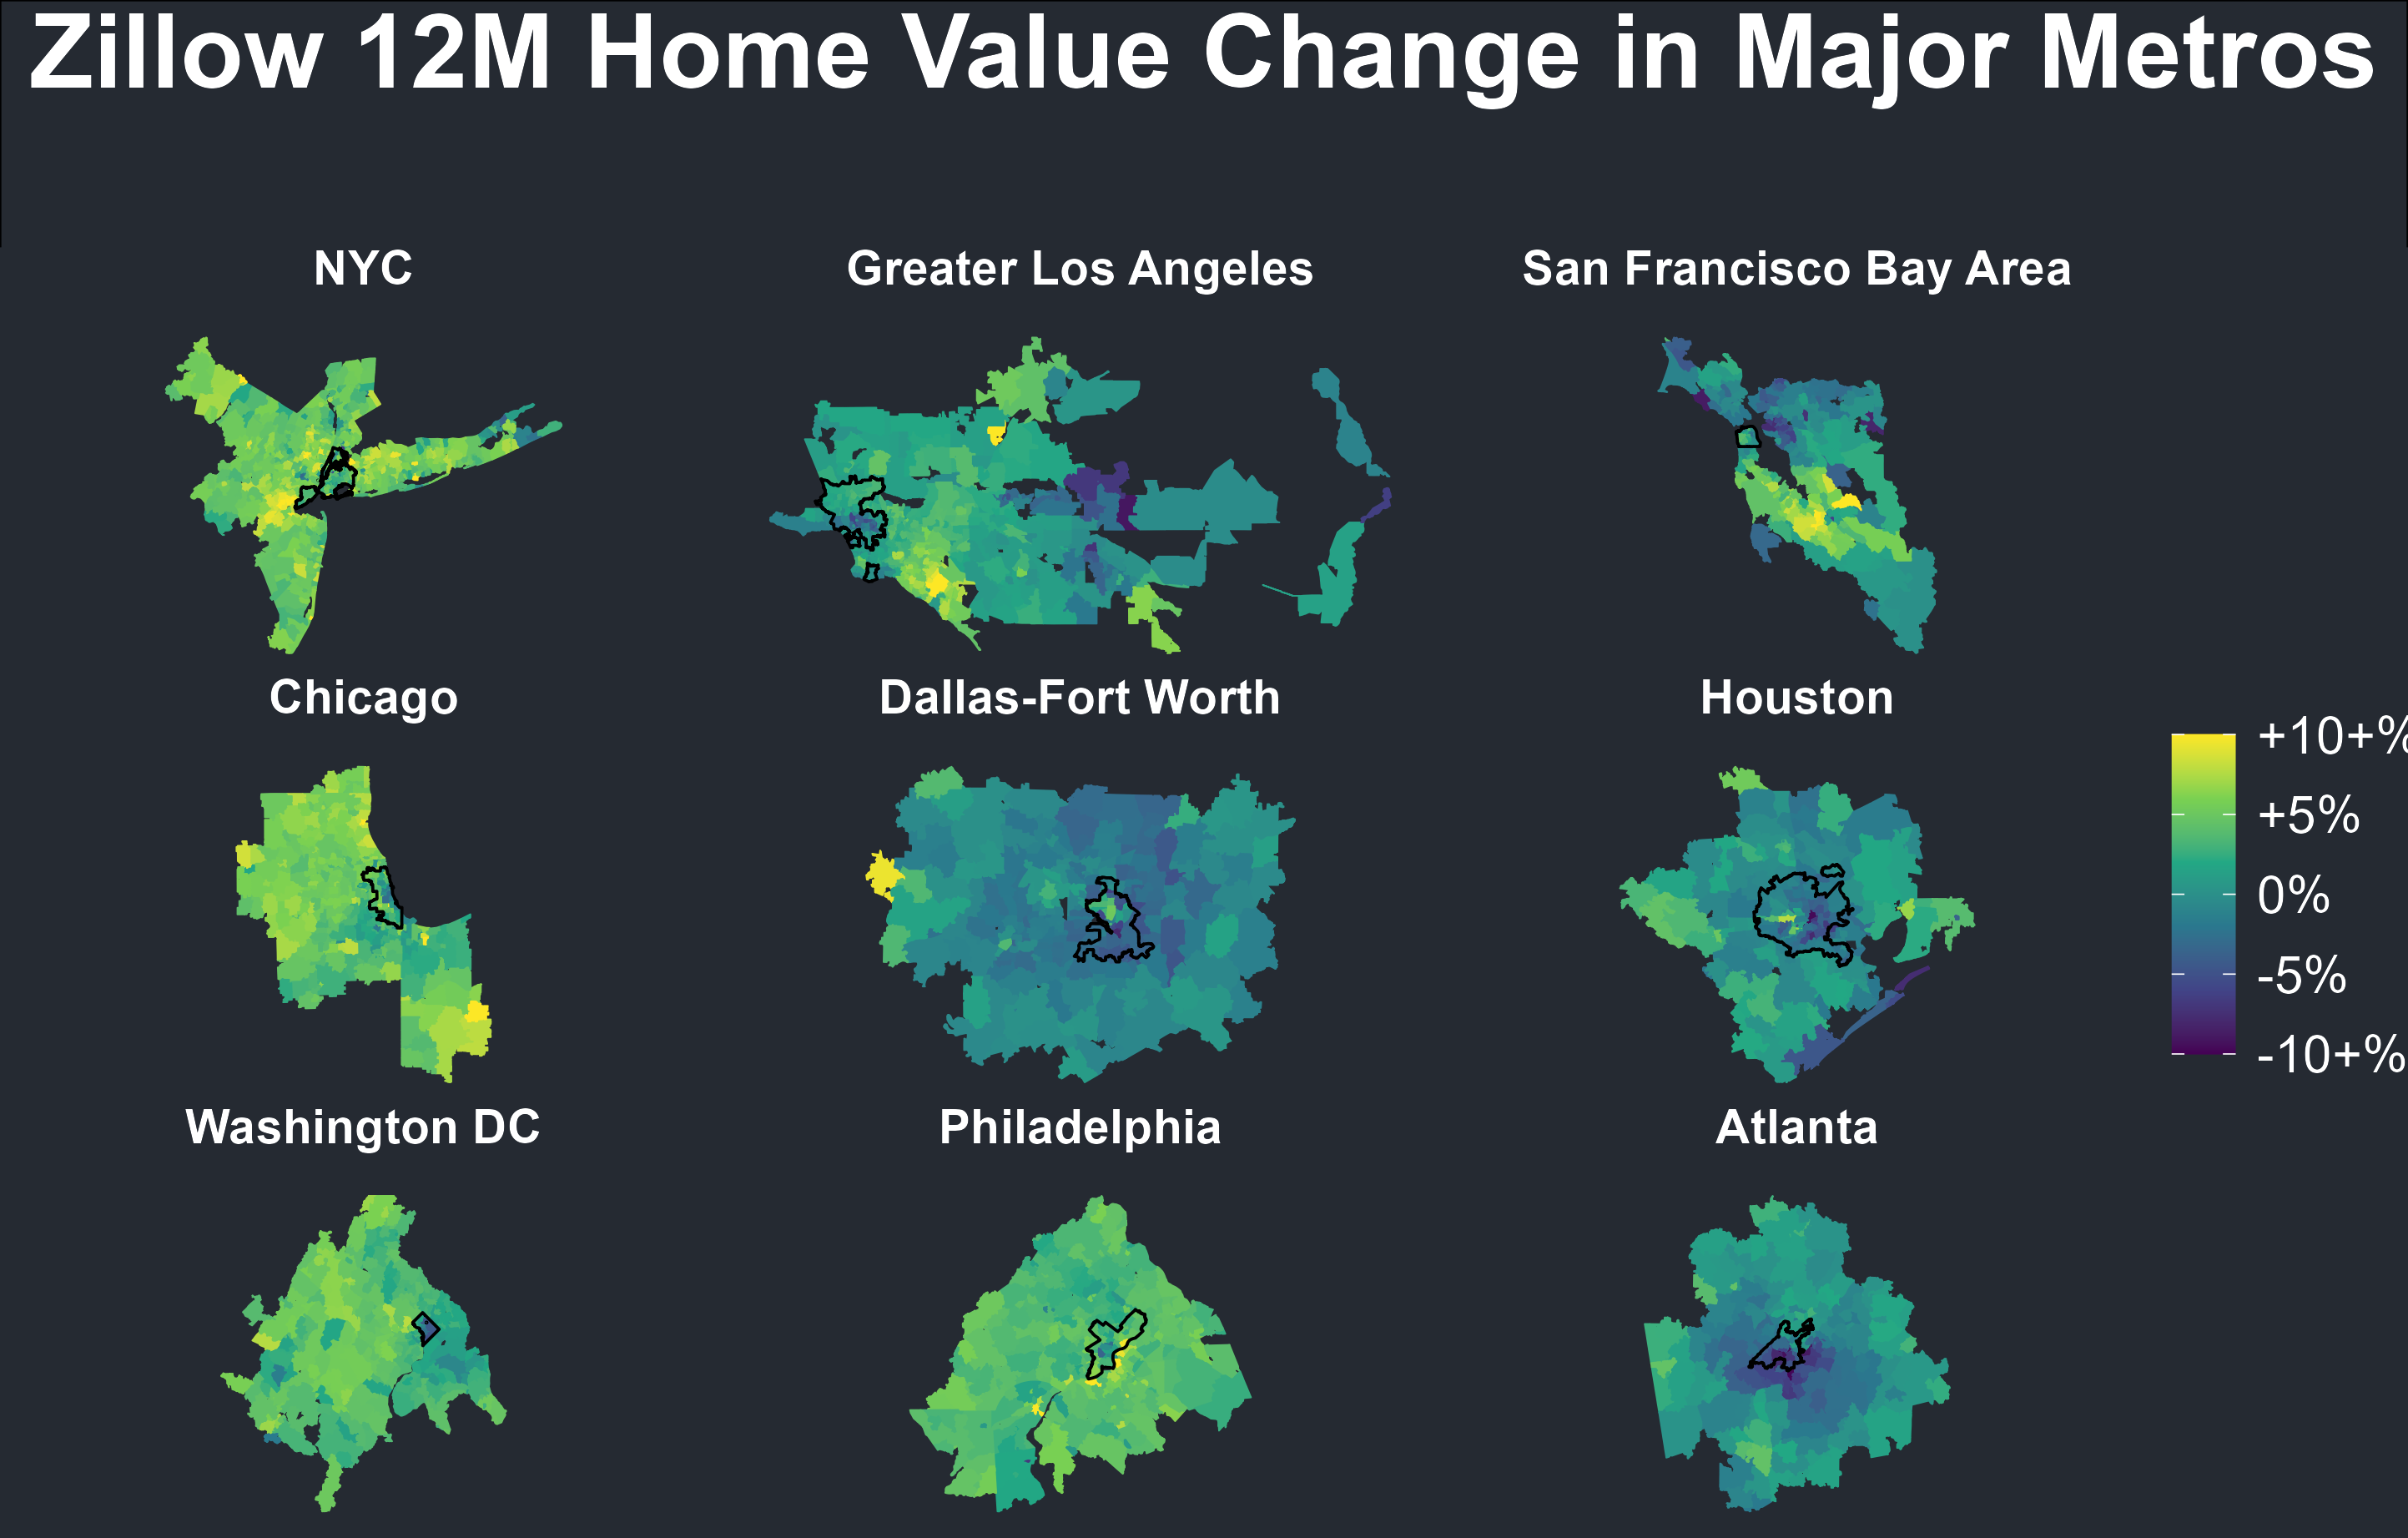 Zillow 12M Home Value Change in Major Metros
NYC
Greater Los Angeles
San Francisco Bay Area
Chicago
Dallas-Fort Worth
Houston
+10+%
+5%
0%
-5%
-10+%
Washington DC
Philadelphia
Atlanta